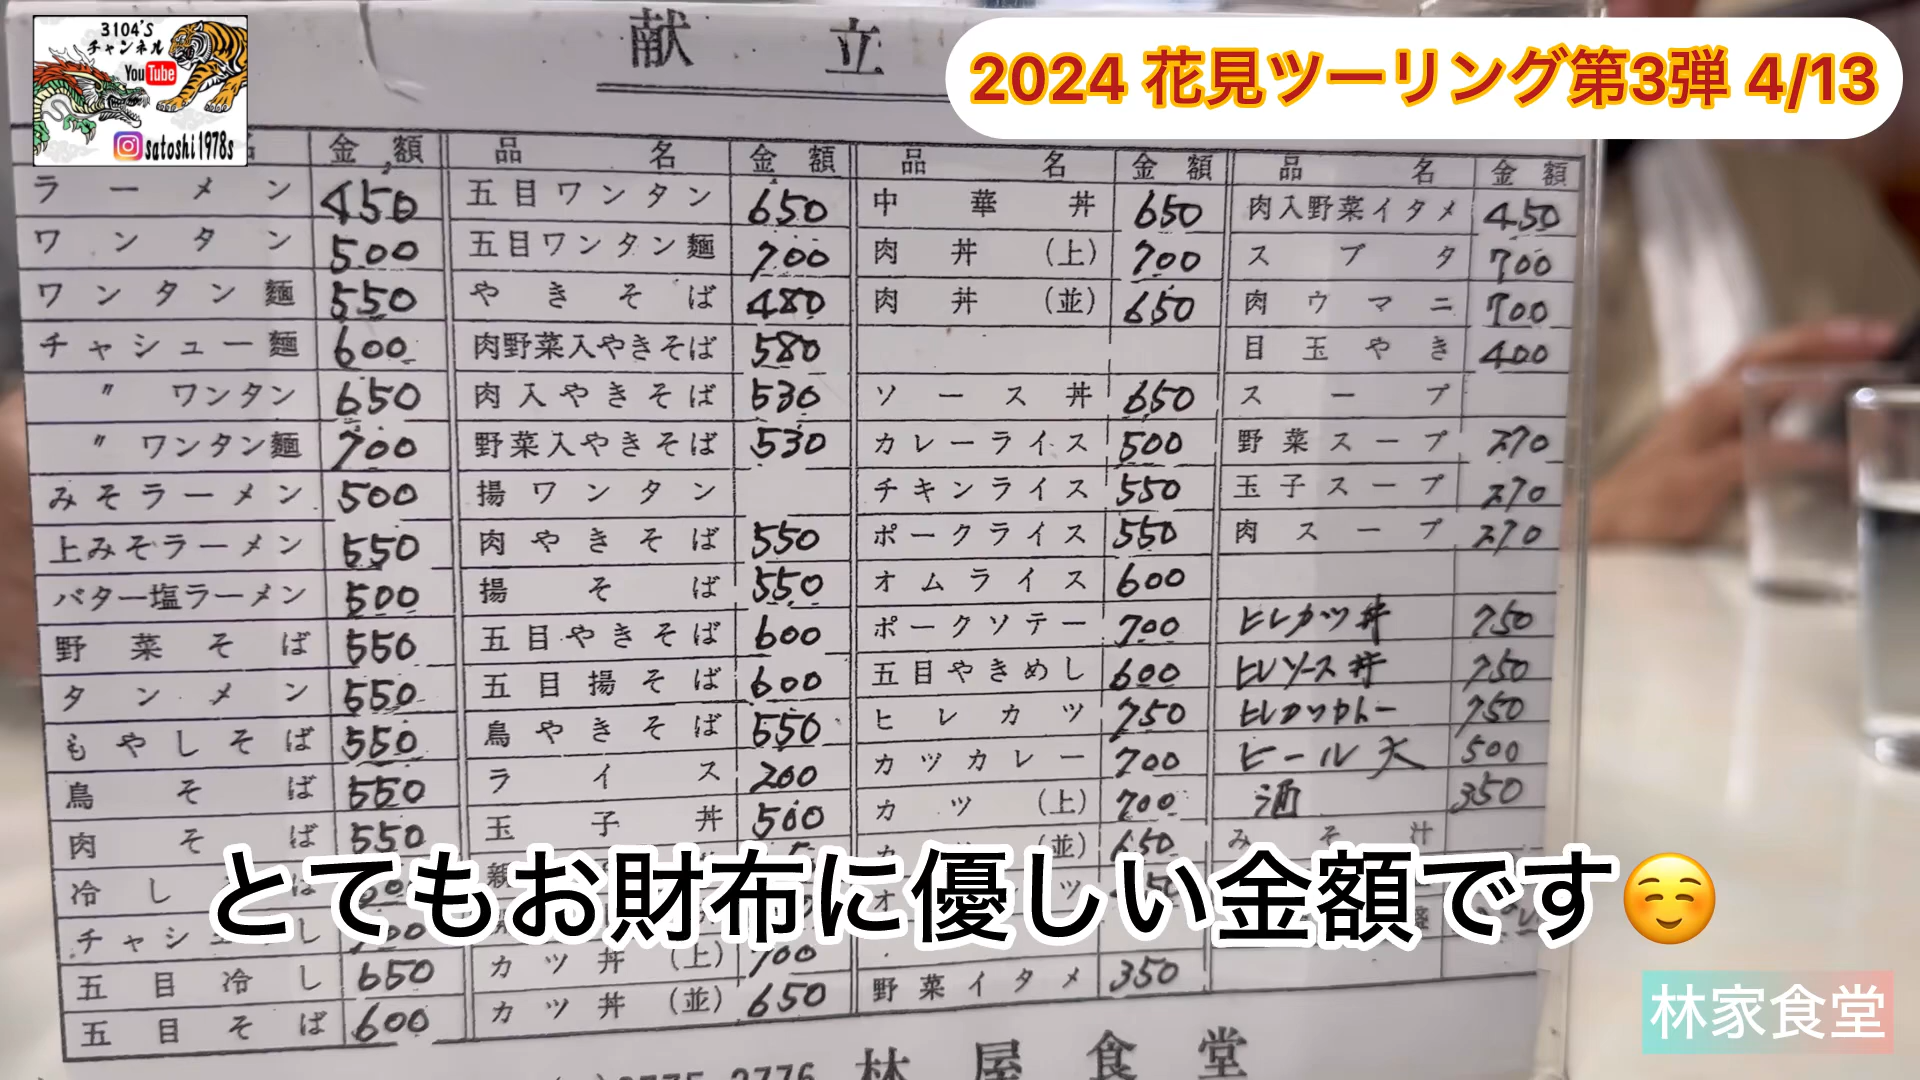 3104'S
チャンネル
YouTube
satoshi1978s
献立
2024 花見ツーリング第3弾 4/13
金額 品名 金額 品名 金額 品名 金額
ラーメン 450 五目ワンタン 650 中華丼 650 肉入野菜イタメ 450
ワンタン 500 五目ワンタン麺 700 肉丼(上) 700 スブタ 700
ワンタン麺 550 やきそば 480 肉丼(並) 650 肉ウマニ 700
チャシュー麺 600 肉野菜入やきそば 580 目玉やき 400
〃ワンタン 650 肉入やきそば 530 ソース丼 650 スープ
〃ワンタン麺 700 野菜入やきそば 530 カレーライス 500 野菜スープ 270
みそラーメン 500 揚ワンタン チキンライス 550 玉子スープ 270
上みそラーメン 550 肉やきそば 550 ポークライス 550 肉スープ 270
バター塩ラーメン 500 揚そば 550 オムライス 600
野菜そば 550 五目やきそば 600 ポークソテー 700 ヒレカツ丼 750
タンメン 550 五目揚そば 600 五目やきめし 600 ヒレソース丼 750
もやしそば 550 鳥やきそば 550 ヒレカツ 750 ヒレカツカレー 750
鳥そば 550 ライス 200 カツカレー 700 ビール大 500
肉そば 550 玉子丼 500 カツ(上) 700 酒 350
冷し (並) 650 みそ汁
チャシュー
五目冷し 650 カツ丼(上) 700
五目そば 600 カツ丼(並) 650 野菜イタメ 350
とてもお財布に優しい金額です☺️
林家食堂
林屋食堂